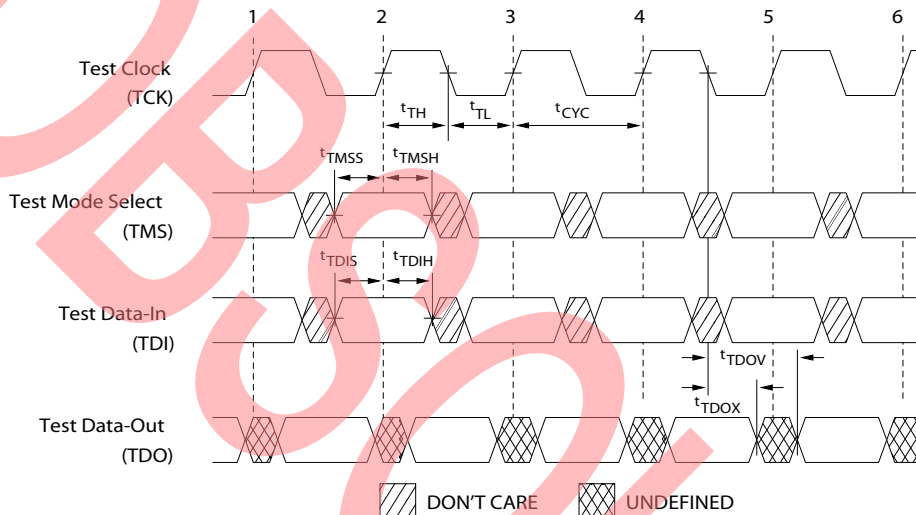 1 2 3 4 5 6
Test Clock
(TCK)
tTH tTL tCYC
tTMSS tTMSH
Test Mode Select
(TMS)
tTDIS tTDIH
Test Data-In
(TDI)
tTDOV
tTDOX
Test Data-Out
(TDO)
DON'T CARE UNDEFINED